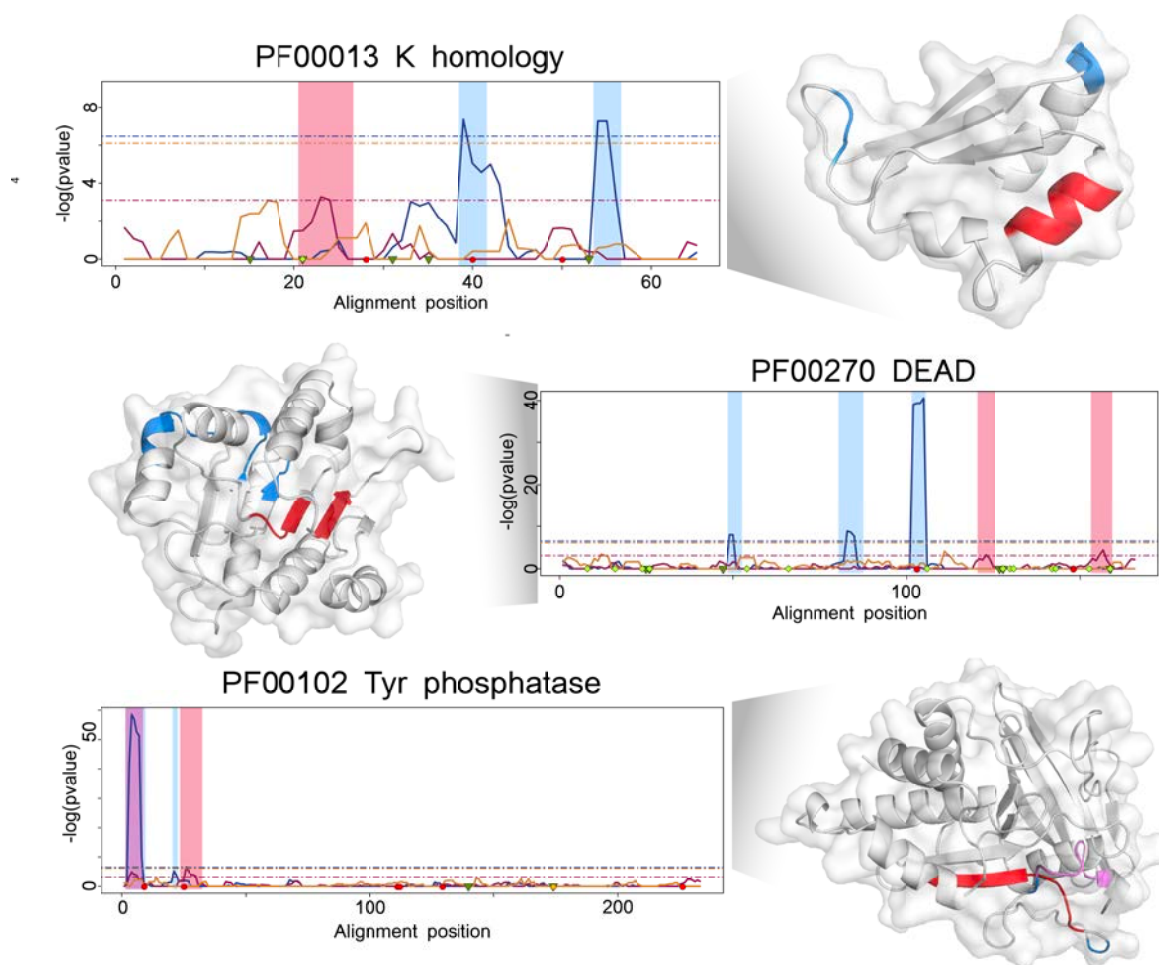 PF00013 K homology
8
4
0
-log(pvalue)
4
0
20
40
60
Alignment position
PF00270 DEAD
40
20
0
-log(pvalue)
0
100
Alignment position
PF00102 Tyr phosphatase
50
0
-log(pvalue)
0
100
200
Alignment position